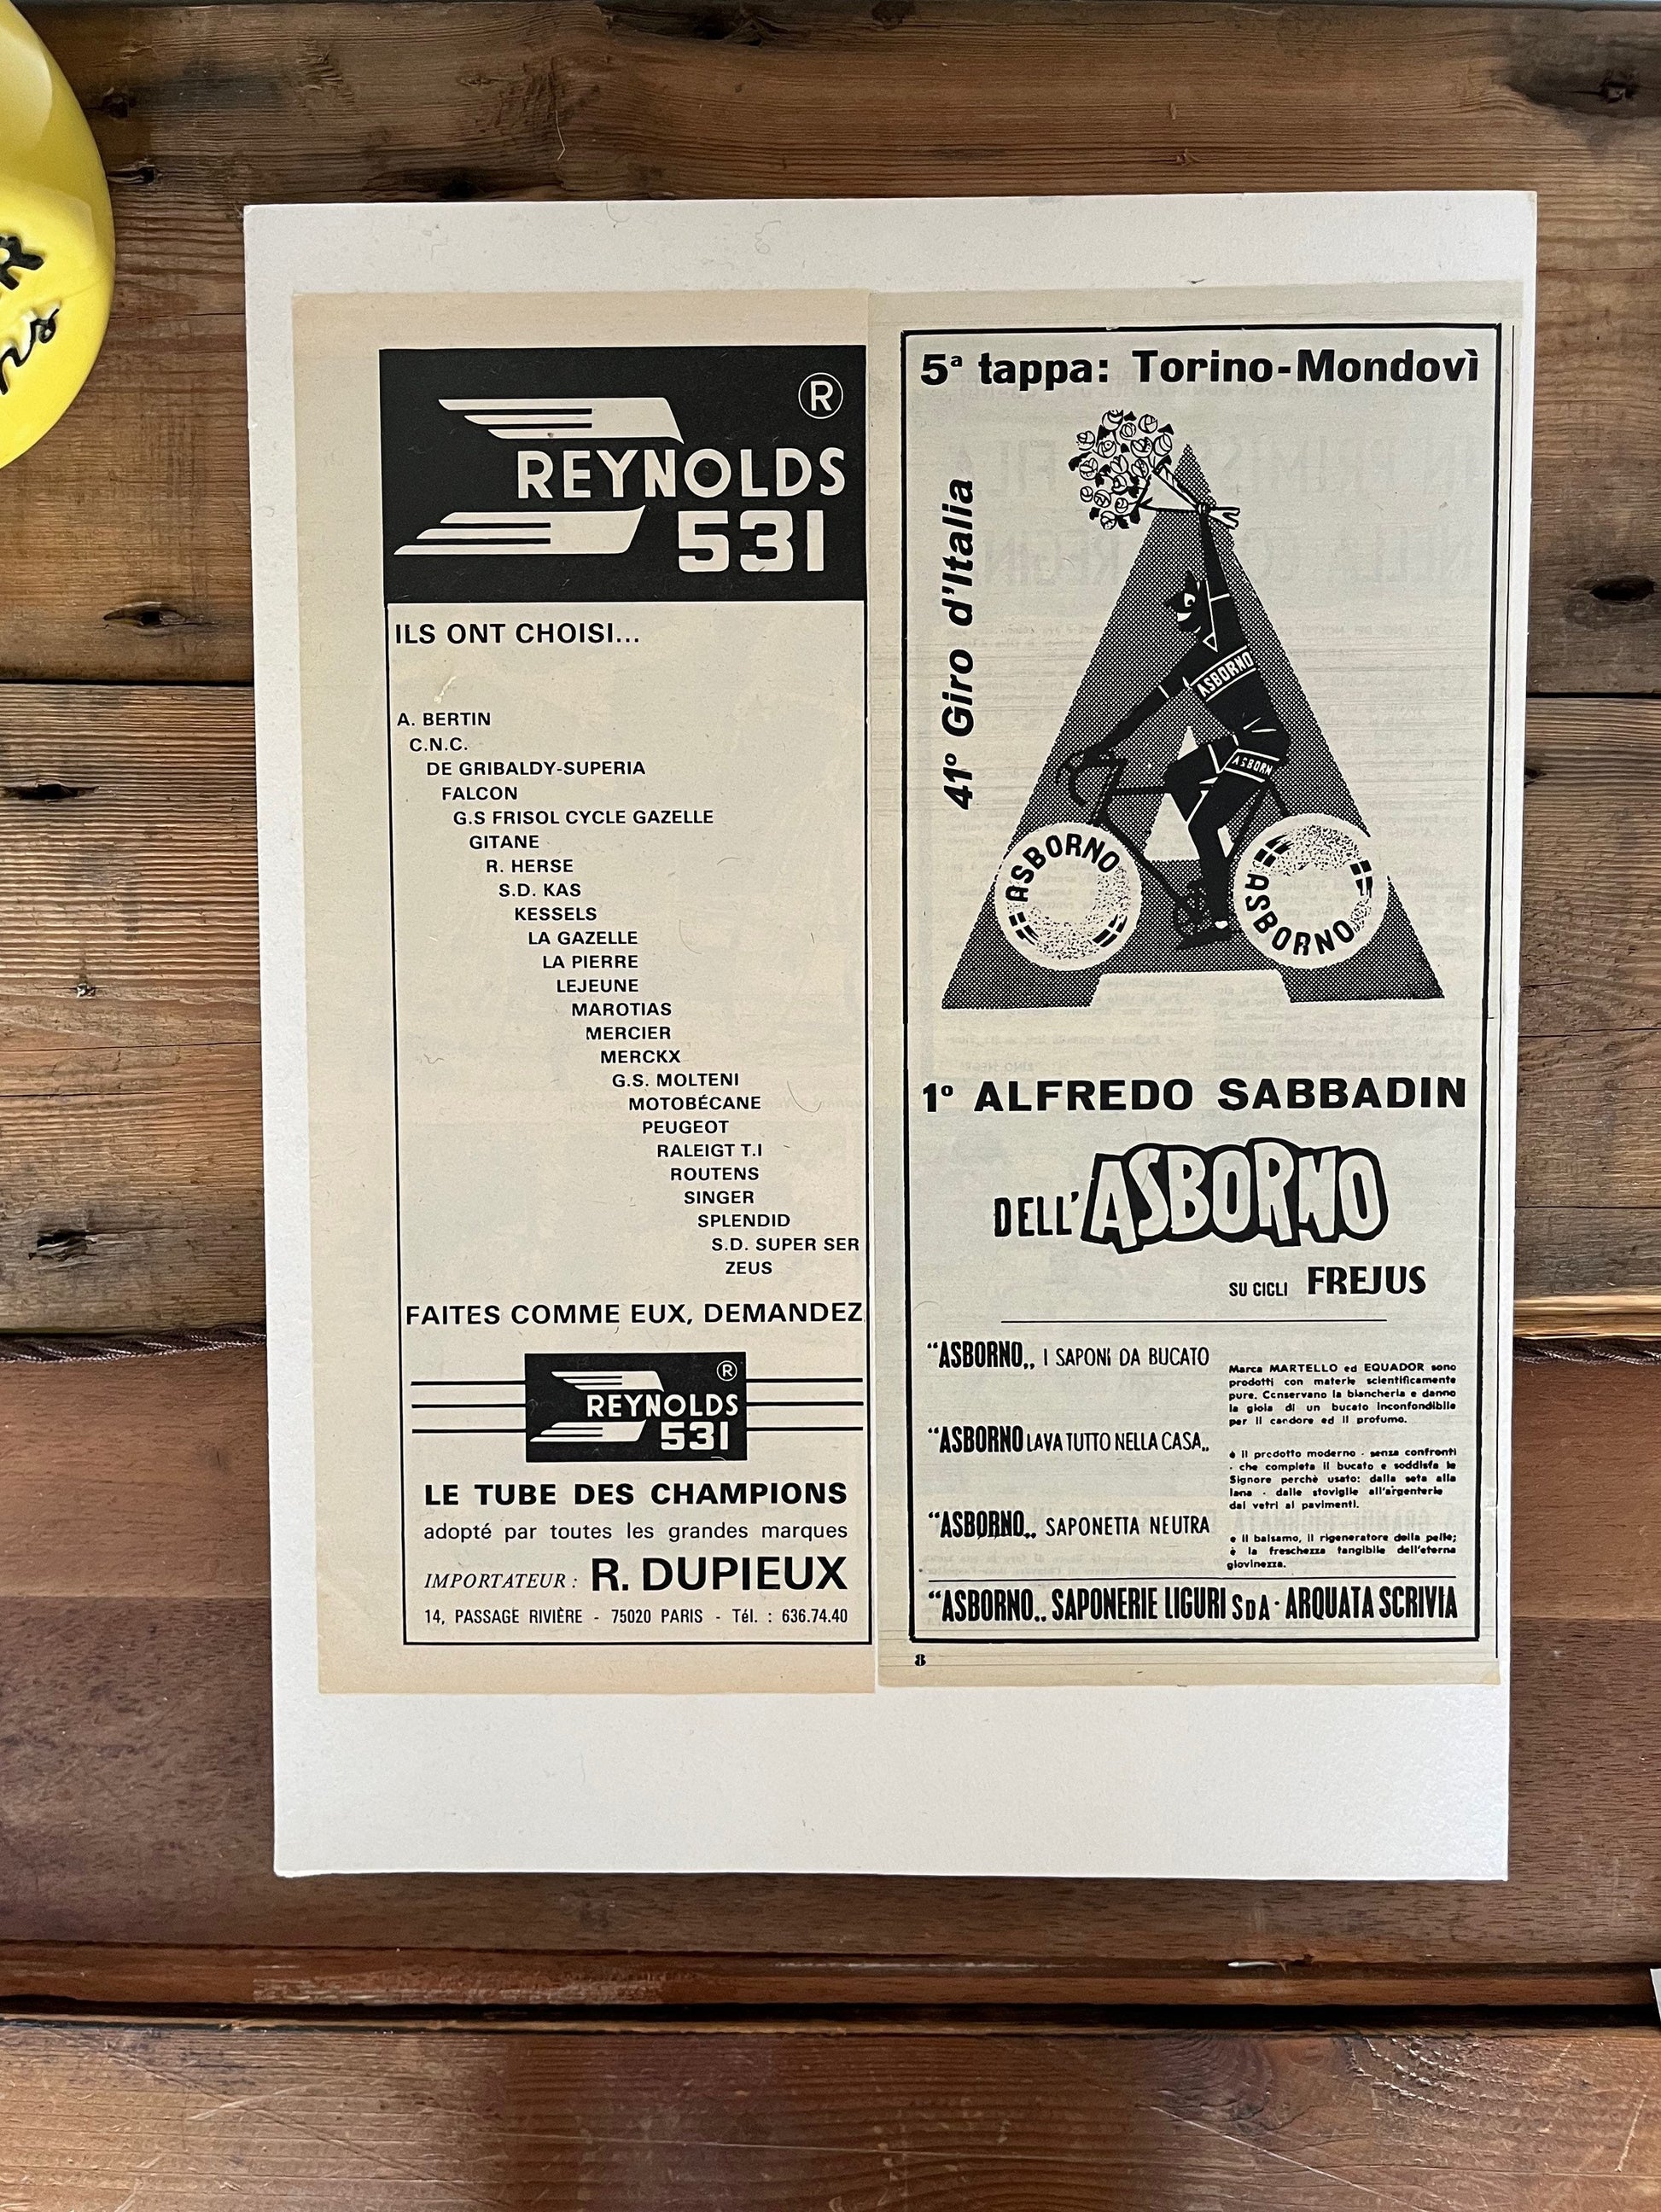 R
ns
®
REYNOLDS
531
ILS ONT CHOISI...
A. BERTIN
C.N.C.
DE GRIBALDY-SUPERIA
FALCON
G.S FRISOL CYCLE GAZELLE
GITANE
R. HERSE
S.D. KAS
KESSELS
LA GAZELLE
LA PIERRE
LEJEUNE
MAROTIAS
MERCIER
MERCKX
G.S. MOLTENI
MOTOBÉCANE
PEUGEOT
RALEIGT T.I
ROUTENS
SINGER
SPLENDID
S.D. SUPER SER
ZEUS
FAITES COMME EUX, DEMANDEZ
®
REYNOLDS
531
LE TUBE DES CHAMPIONS
adopté par toutes les grandes marques
IMPORTATEUR : R. DUPIEUX
14, PASSAGE RIVIÈRE - 75020 PARIS - Tél. : 636.74.40
5ª tappa: Torino-Mondovì
41º Giro d'Italia
ASBORNO
ASBORN
ASBORNO
ASBORNO
1º ALFREDO SABBADIN
DELL'ASBORNO
SU CICLI FREJUS
"ASBORNO„ I SAPONI DA BUCATO
Marca MARTELLO ed EQUADOR sono
prodotti con materie scientificamente
pure. Conservano la biancheria e danno
la gioia di un bucato inconfondibile
per il candore ed il profumo.
"ASBORNO LAVA TUTTO NELLA CASA„
è il prodotto moderno - senza confronti
- che completa il bucato e soddisfa le
Signore perchè usato: dalla seta alla
lana - dalle stoviglie all'argenterie
dai vetri ai pavimenti.
"ASBORNO„ SAPONETTA NEUTRA
e il balsamo, il rigeneratore della pelle;
è la freschezza tangibile dell'eterna
giovinezza.
"ASBORNO„ SAPONERIE LIGURI SDA · ARQUATA SCRIVIA
8